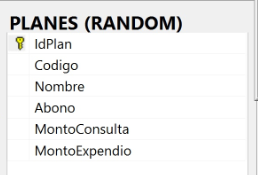 PLANES (RANDOM)
IdPlan
Codigo
Nombre
Abono
MontoConsulta
MontoExpendio